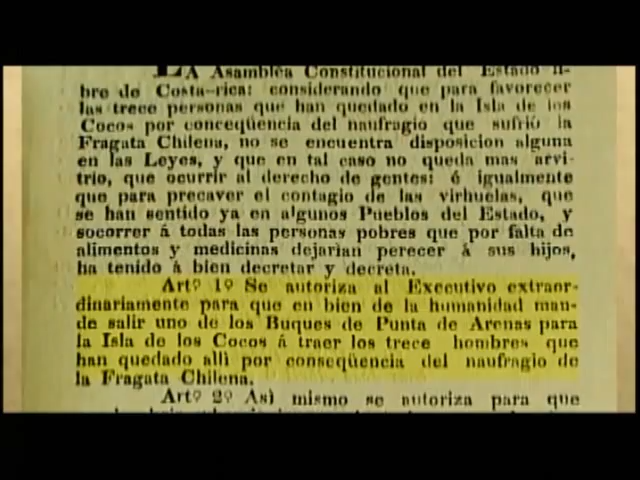 LA Asamblea Constitucional del Estado li-
bre de Costa-rica: considerando que para favorecer
las trece personas que han quedado en la Isla de los
Cocos por conceqüencia del naufragio que sufriò la
Fragata Chilena, no se encuentra disposicion alguna
en las Leyes, y que en tal caso no queda mas arvi-
trio, que ocurrir al derecho de gentes: é igualmente
que para precaver el contagio de las virhuelas, que
se han sentido ya en algunos Pueblos del Estado, y
socorrer á todas las personas pobres que por falta de
alimentos y medicinas dejarìan perecer á sus hijos,
ha tenido á bien decretar y decreta.
Artº 1º Se autoriza al Executivo extraor-
dinariamente para que en bien de la humanidad man-
de salir uno de los Buques de Punta de Arenas para
la Isla de los Cocos á traer los trece hombres que
han quedado allì por conseqüencia del naufragio de
la Fragata Chilena.
Artº 2º Asì mismo se autoriza para que